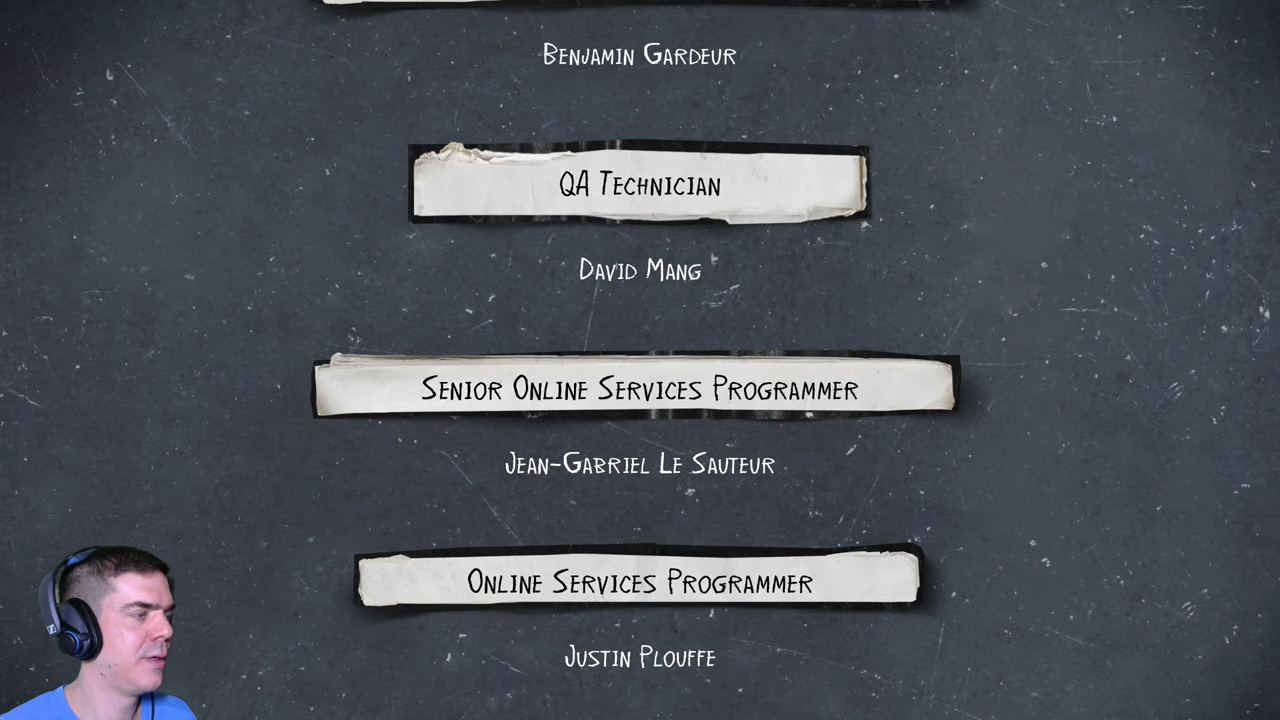 Benjamin Gardeur
QA Technician
David Mang
Senior Online Services Programmer
Jean-Gabriel Le Sauteur
Online Services Programmer
Justin Plouffe